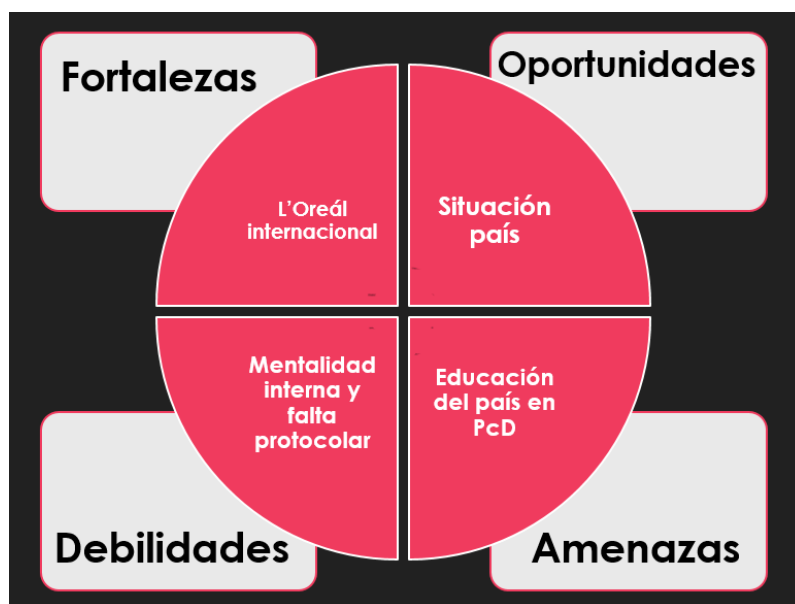 Fortalezas
Oportunidades
L'Oreál
internacional
Situación
país
Mentalidad
interna y
falta
protocolar
Educación
del país en
PcD
Debilidades
Amenazas